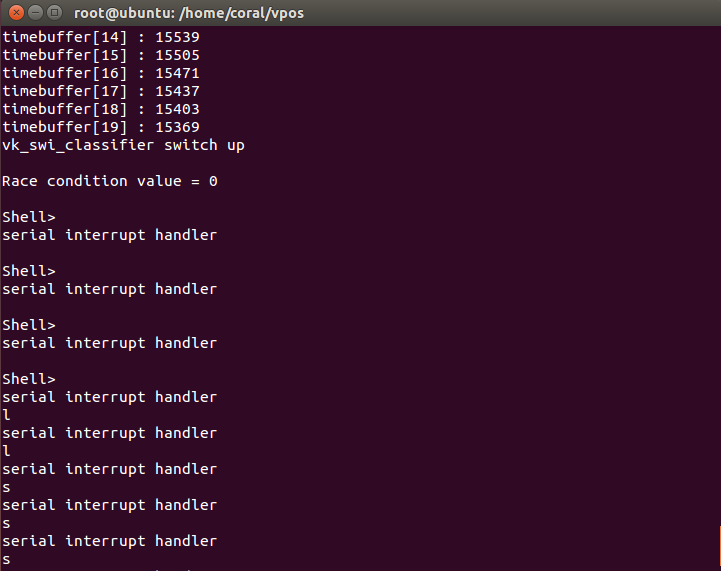 root@ubuntu: /home/coral/vpos
timebuffer[14] : 15539
timebuffer[15] : 15505
timebuffer[16] : 15471
timebuffer[17] : 15437
timebuffer[18] : 15403
timebuffer[19] : 15369
vk_swi_classifier switch up
Race condition value = 0
Shell>
serial interrupt handler
Shell>
serial interrupt handler
Shell>
serial interrupt handler
Shell>
serial interrupt handler
l
serial interrupt handler
l
serial interrupt handler
s
serial interrupt handler
s
serial interrupt handler
s